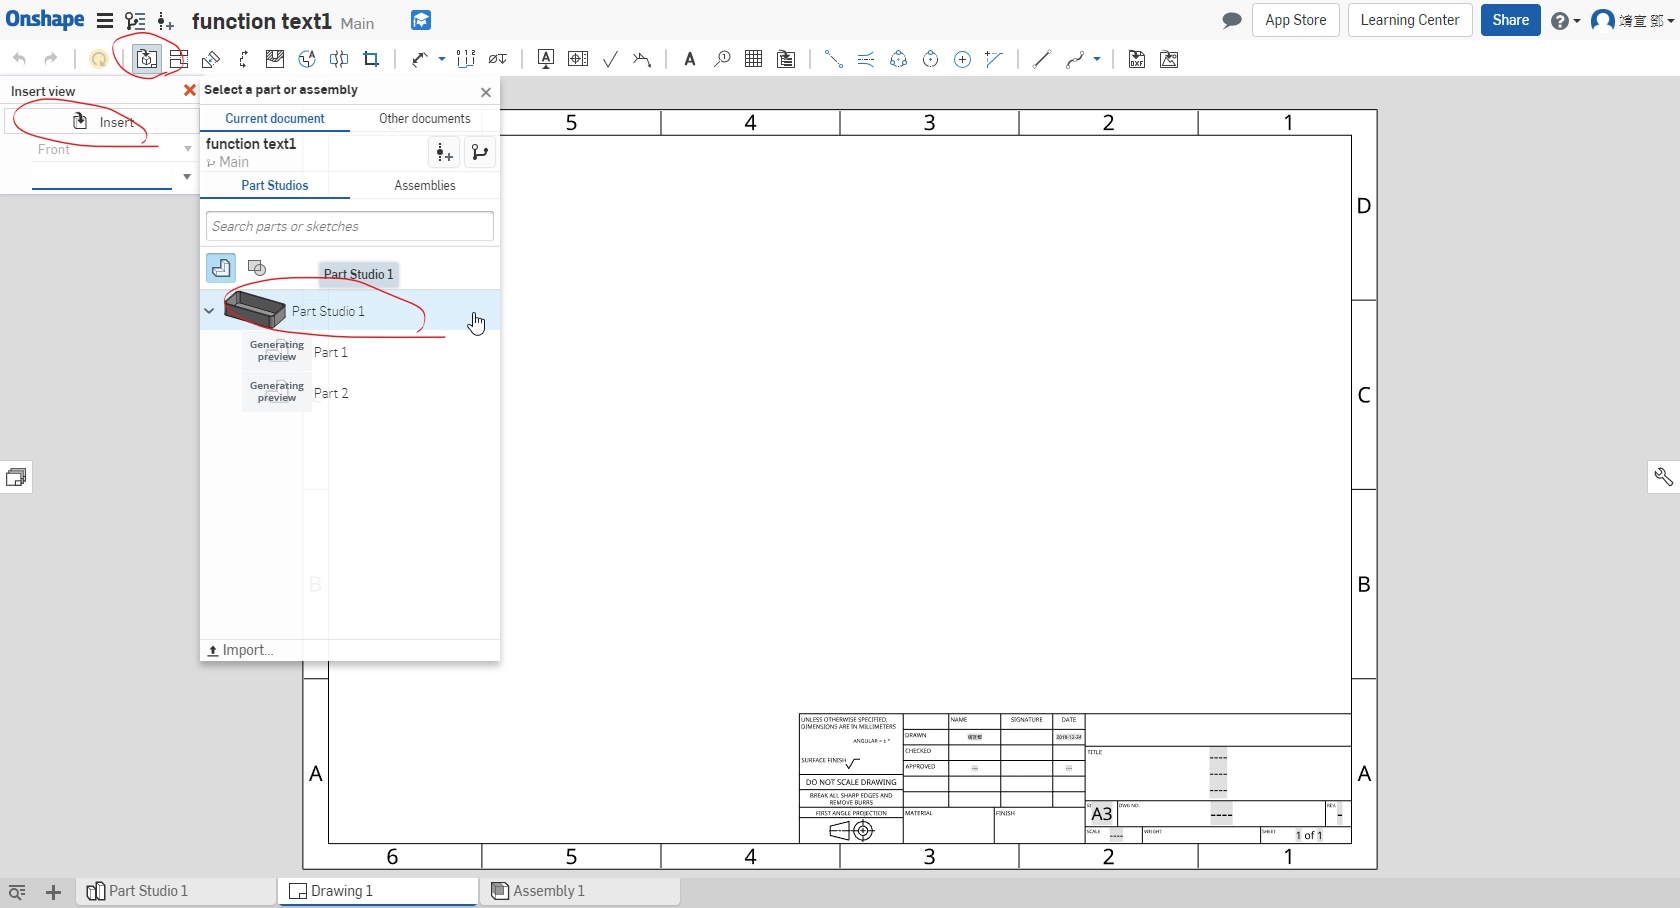 Onshape
function text1 Main
App Store
Learning Center
Share
靖宣 鄧
Insert view
Insert
Front
Select a part or assembly
Current document
Other documents
function text1
Main
Part Studios
Assemblies
Search parts or sketches
Part Studio 1
Part Studio 1
Generating preview
Part 1
Generating preview
Part 2
Import...
5 4 3 2 1
D
C
B
B
A
A
UNLESS OTHERWISE SPECIFIED,
DIMENSIONS ARE IN MILLIMETERS
ANGULAR = ± °
SURFACE FINISH
DO NOT SCALE DRAWING
BREAK ALL SHARP EDGES AND
REMOVE BURRS
FIRST ANGLE PROJECTION
NAME
SIGNATURE
DATE
DRAWN
2019-12-24
CHECKED
APPROVED
MATERIAL
FINISH
TITLE
A3
DWG NO.
REV.
SCALE
WEIGHT
SHEET
1 of 1
6 5 4 3 2 1
Part Studio 1
Drawing 1
Assembly 1